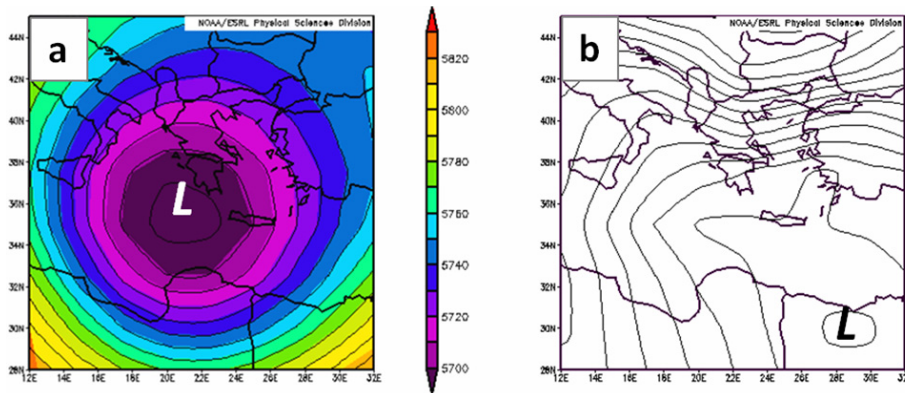 NOAA/ESRL Physical Sciences Division
a
44N
42N
40N
38N
36N
34N
32N
30N
28N
L
12E 14E 16E 18E 20E 22E 24E 26E 28E 30E 32E
5820
5800
5780
5760
5740
5720
5700
NOAA/ESRL Physical Sciences Division
b
44N
42N
40N
38N
36N
34N
32N
30N
28N
L
12E 14E 16E 18E 20E 22E 24E 26E 28E 30E 32E